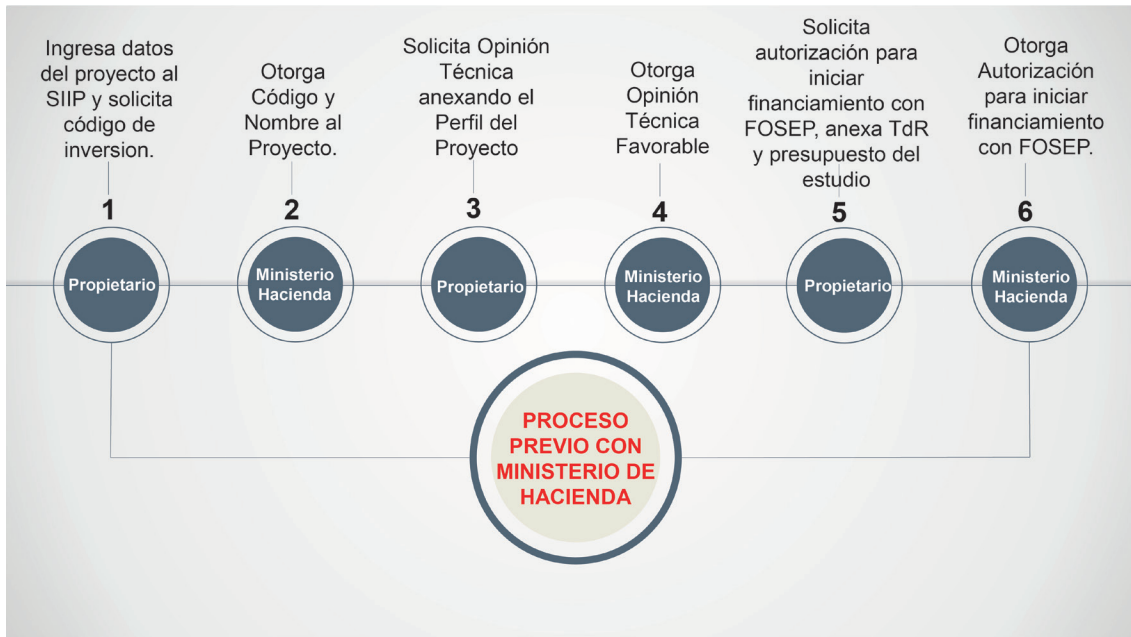 Ingresa datos
del proyecto al
SIIP y solicita
código de
inversion.
1
Propietario
Otorga
Código y
Nombre al
Proyecto.
2
Ministerio
Hacienda
Solicita Opinión
Técnica
anexando el
Perfil del
Proyecto
3
Propietario
Otorga
Opinión
Técnica
Favorable
4
Ministerio
Hacienda
Solicita
autorización para
iniciar
financiamiento con
FOSEP, anexa TdR
y presupuesto del
estudio
5
Propietario
Otorga
Autorización
para iniciar
financiamiento
con FOSEP.
6
Ministerio
Hacienda
PROCESO
PREVIO CON
MINISTERIO DE
HACIENDA